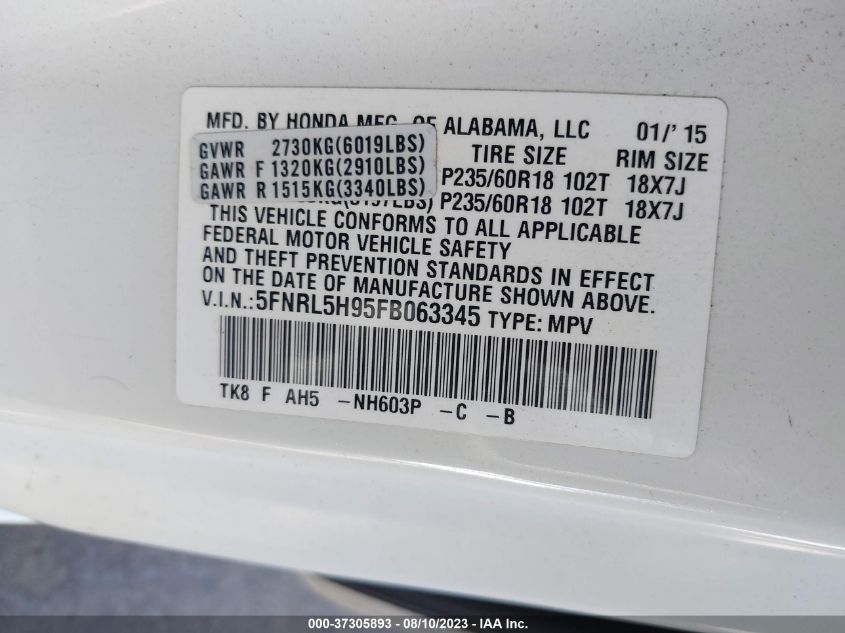 MFD. BY HONDA MFG. OF ALABAMA, LLC 01/'15
GVWR 2730KG(6019LBS) TIRE SIZE RIM SIZE
GAWR F 1320KG(2910LBS) P235/60R18 102T 18X7J
GAWR R 1515KG(3340LBS) P235/60R18 102T 18X7J
THIS VEHICLE CONFORMS TO ALL APPLICABLE
FEDERAL MOTOR VEHICLE SAFETY
AND THEFT PREVENTION STANDARDS IN EFFECT
ON THE DATE OF MANUFACTURE SHOWN ABOVE.
V.I.N.:5FNRL5H95FB063345 TYPE: MPV
TK8 F AH5 -NH603P -C -B
000-37305893 - 08/10/2023 - IAA Inc.